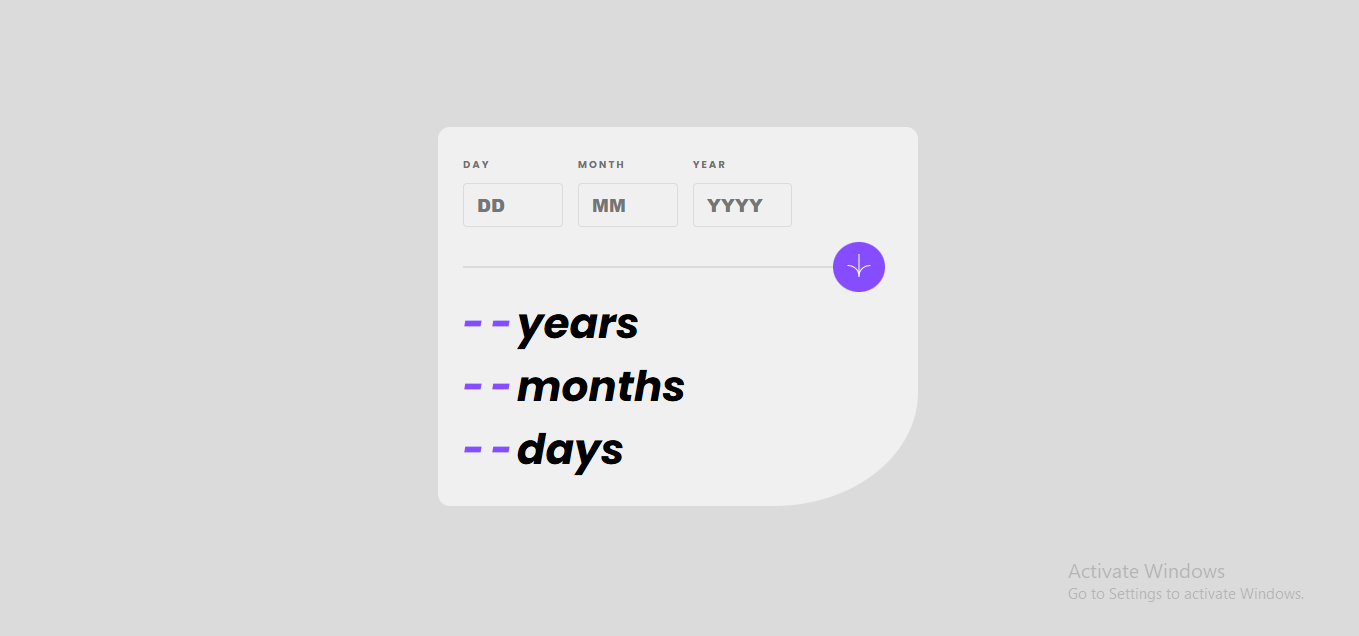 DAY MONTH YEAR
DD MM YYYY
-- years
-- months
-- days
Activate Windows
Go to Settings to activate Windows.